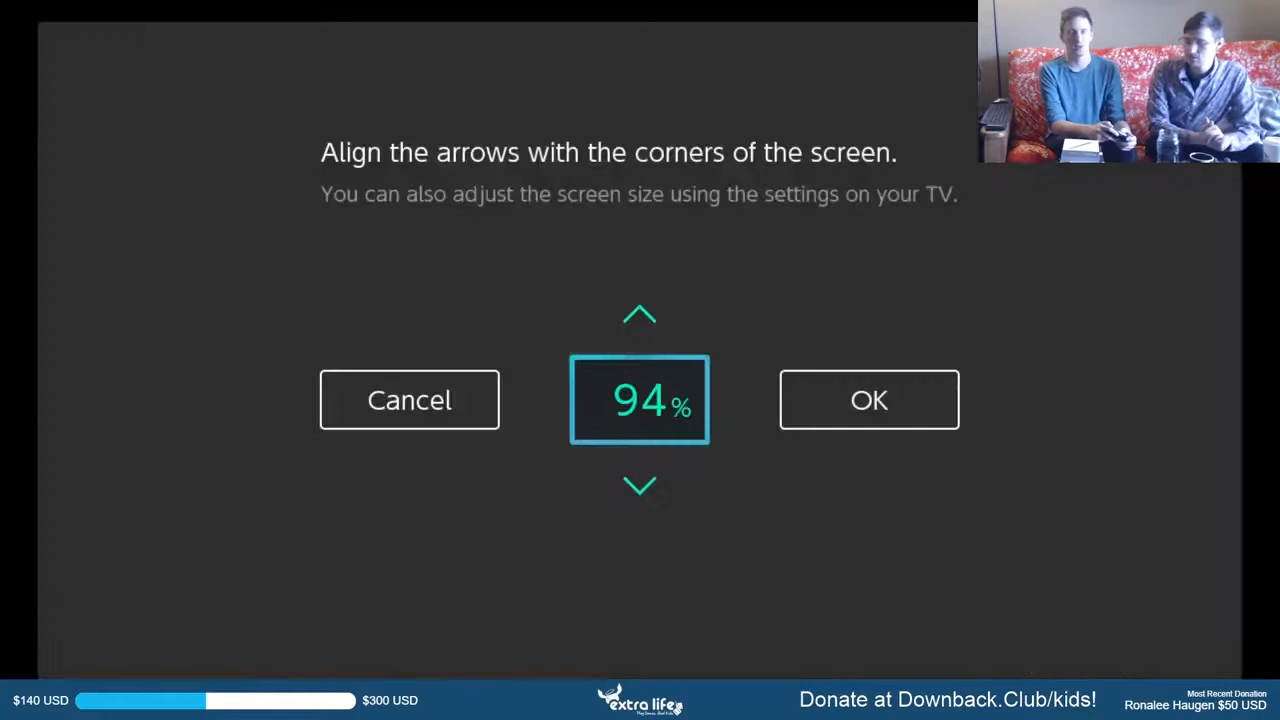 Align the arrows with the corners of the screen.
You can also adjust the screen size using the settings on your TV.
Cancel
94%
OK
$140 USD
$300 USD
extra life
Donate at Downback.Club/kids!
Most Recent Donation
Ronalee Haugen $50 USD